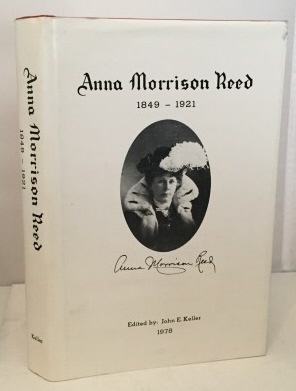 Anna Morrison Reed
1849 - 1921
Anna Morrison Reed
Edited by: John E. Keller
1978
Anna Morrison Reed
1849 - 1921
Keller